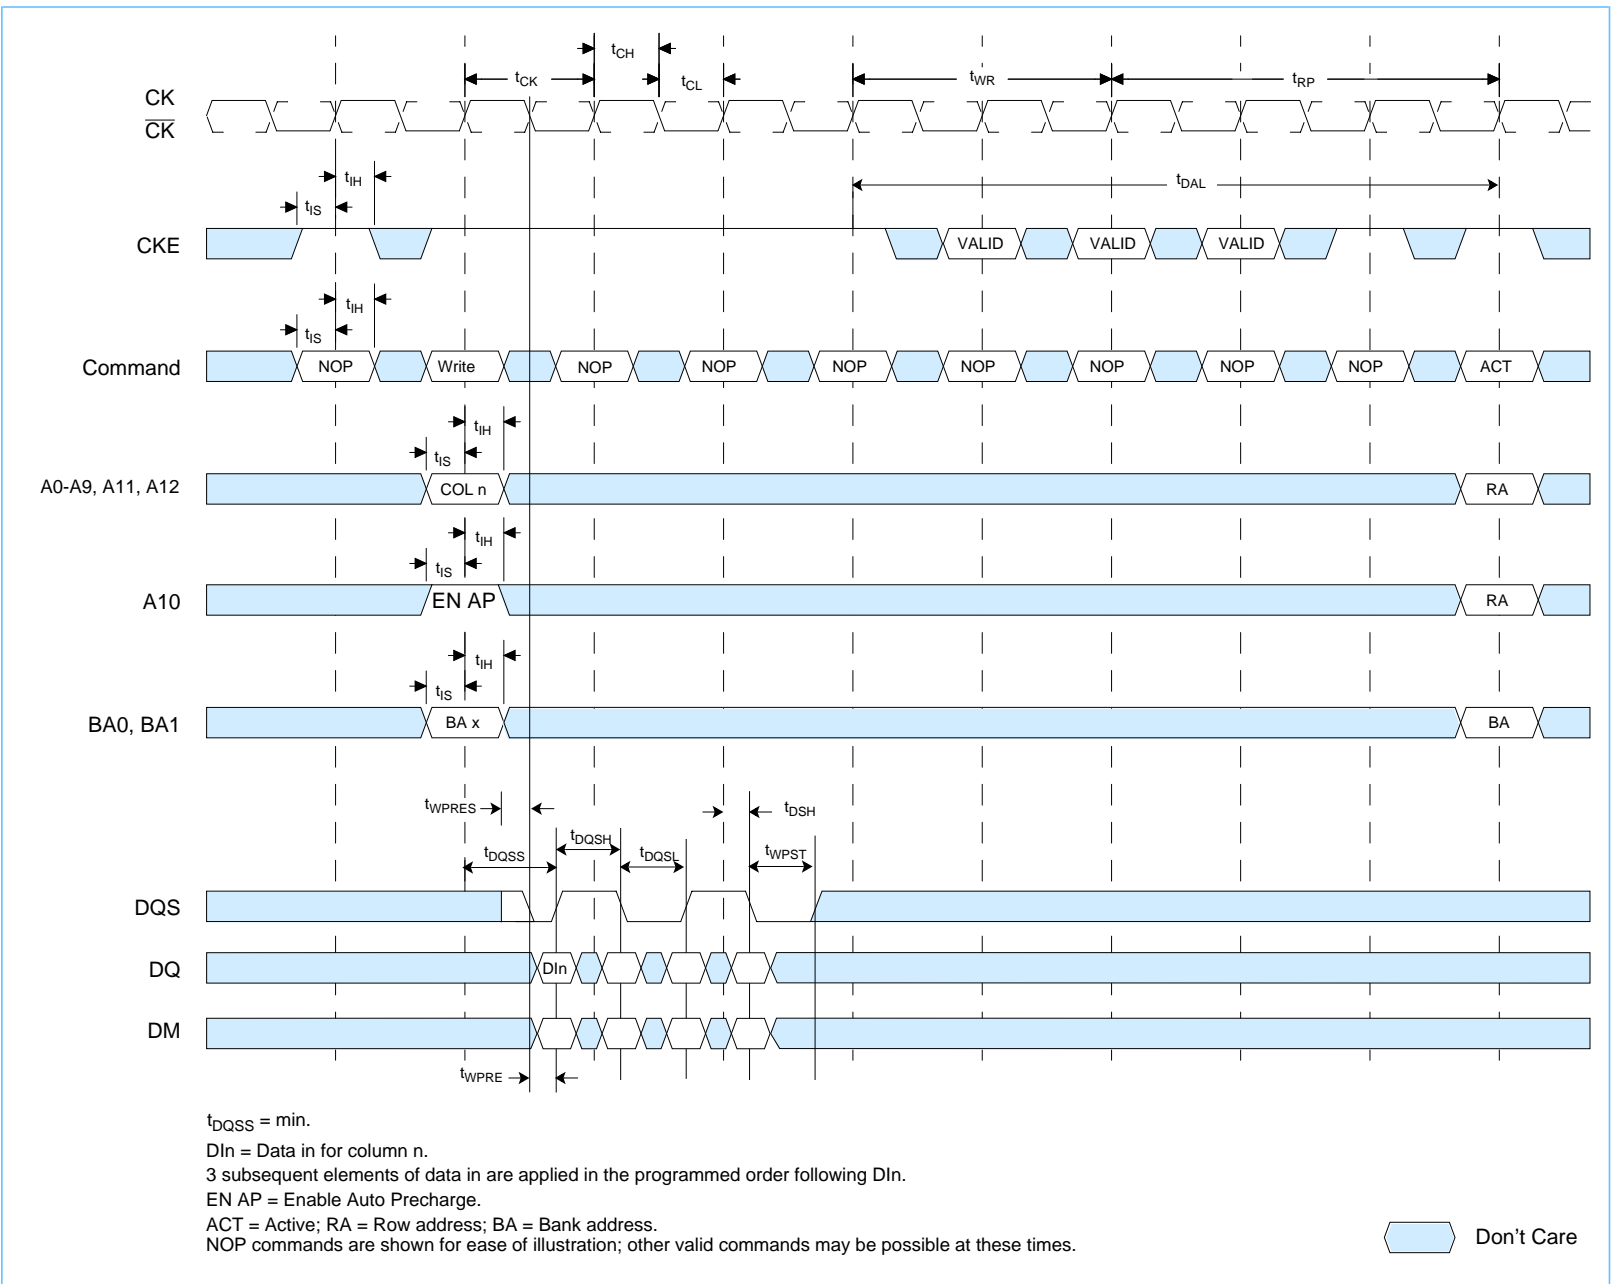 tCH
tCK
tCL
tWR
tRP
CK
CK
tIH
tIS
tDAL
CKE
VALID
VALID
VALID
tIH
tIS
Command
NOP
Write
NOP
NOP
NOP
NOP
NOP
NOP
NOP
ACT
tIH
tIS
A0-A9, A11, A12
COL n
RA
tIH
tIS
A10
EN AP
RA
tIH
tIS
BA0, BA1
BA x
BA
tWPRES
tDSH
tDQSH
tDQSS
tDQSL
tWPST
DQS
DQ
DIn
DM
tWPRE
tDQSS = min.
DIn = Data in for column n.
3 subsequent elements of data in are applied in the programmed order following DIn.
EN AP = Enable Auto Precharge.
ACT = Active; RA = Row address; BA = Bank address.
NOP commands are shown for ease of illustration; other valid commands may be possible at these times.
Don't Care